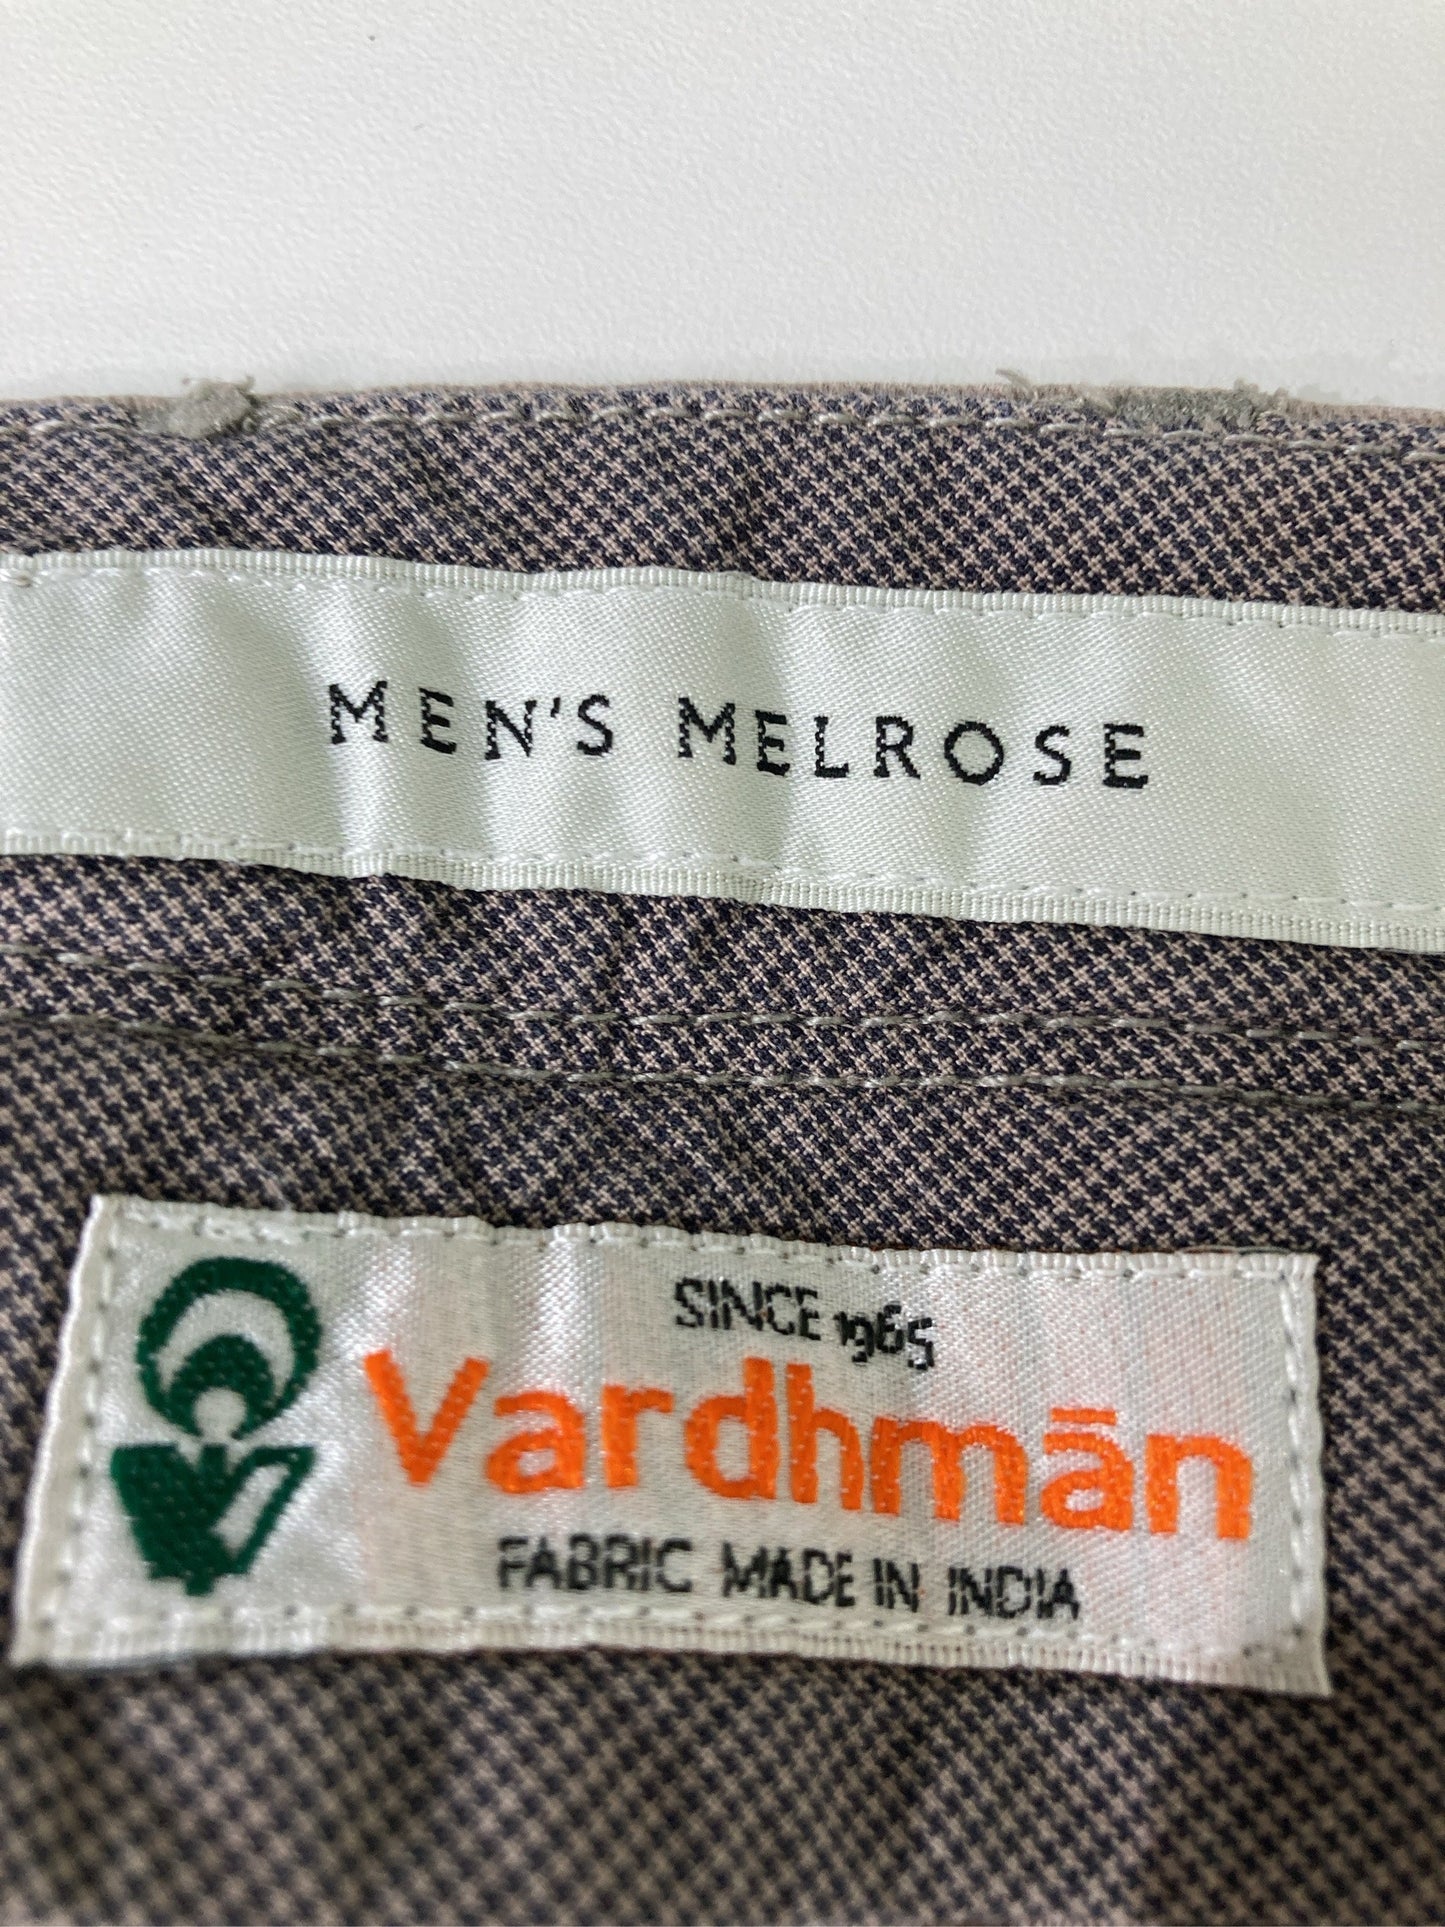 MEN'S MELROSE
SINCE 1965
Vardhmān
FABRIC MADE IN INDIA